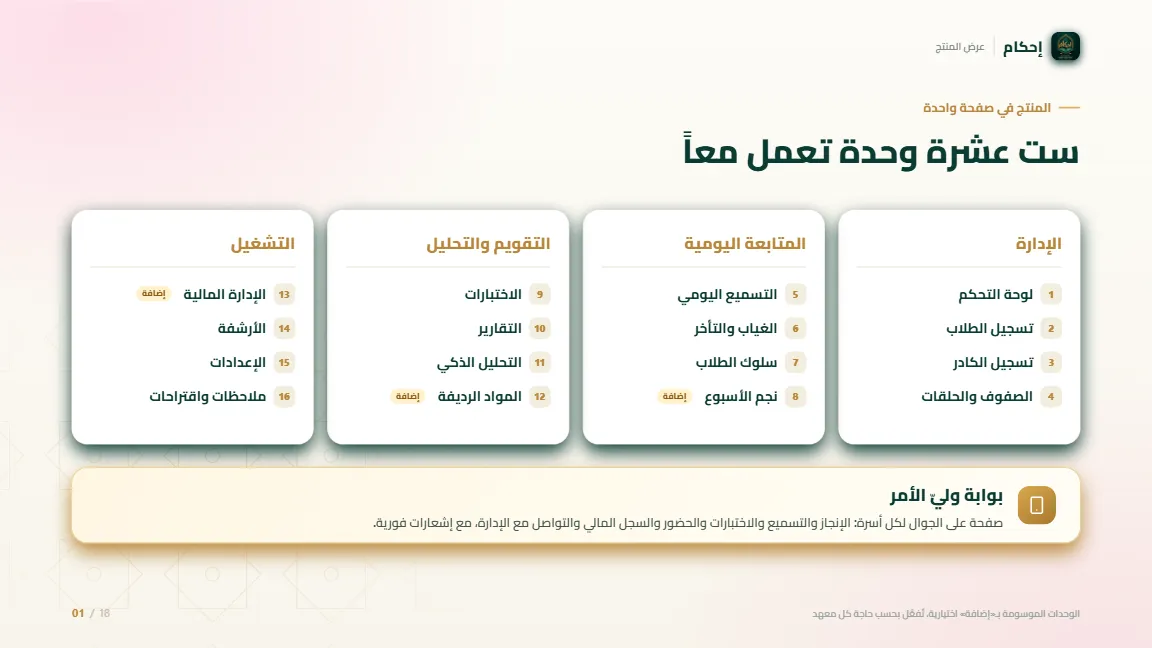 إحكام
عرض المنتج
المنتج في صفحة واحدة
ست عشرة وحدة تعمل معاً
الإدارة
1 لوحة التحكم
2 تسجيل الطلاب
3 تسجيل الكادر
4 الصفوف والحلقات
المتابعة اليومية
5 التسميع اليومي
6 الغياب والتأخر
7 سلوك الطلاب
8 نجم الأسبوع إضافة
التقويم والتحليل
9 الاختبارات
10 التقارير
11 التحليل الذكي
12 المواد الرديفة إضافة
التشغيل
13 الإدارة المالية إضافة
14 الأرشفة
15 الإعدادات
16 ملاحظات واقتراحات
بوابة وليّ الأمر
صفحة على الجوال لكل أسرة: الإنجاز والتسميع والاختبارات والحضور والسجل المالي والتواصل مع الإدارة، مع إشعارات فورية.
الوحدات الموسومة بـ«إضافة» اختيارية، تُفعَّل بحسب حاجة كل معهد
01 / 18